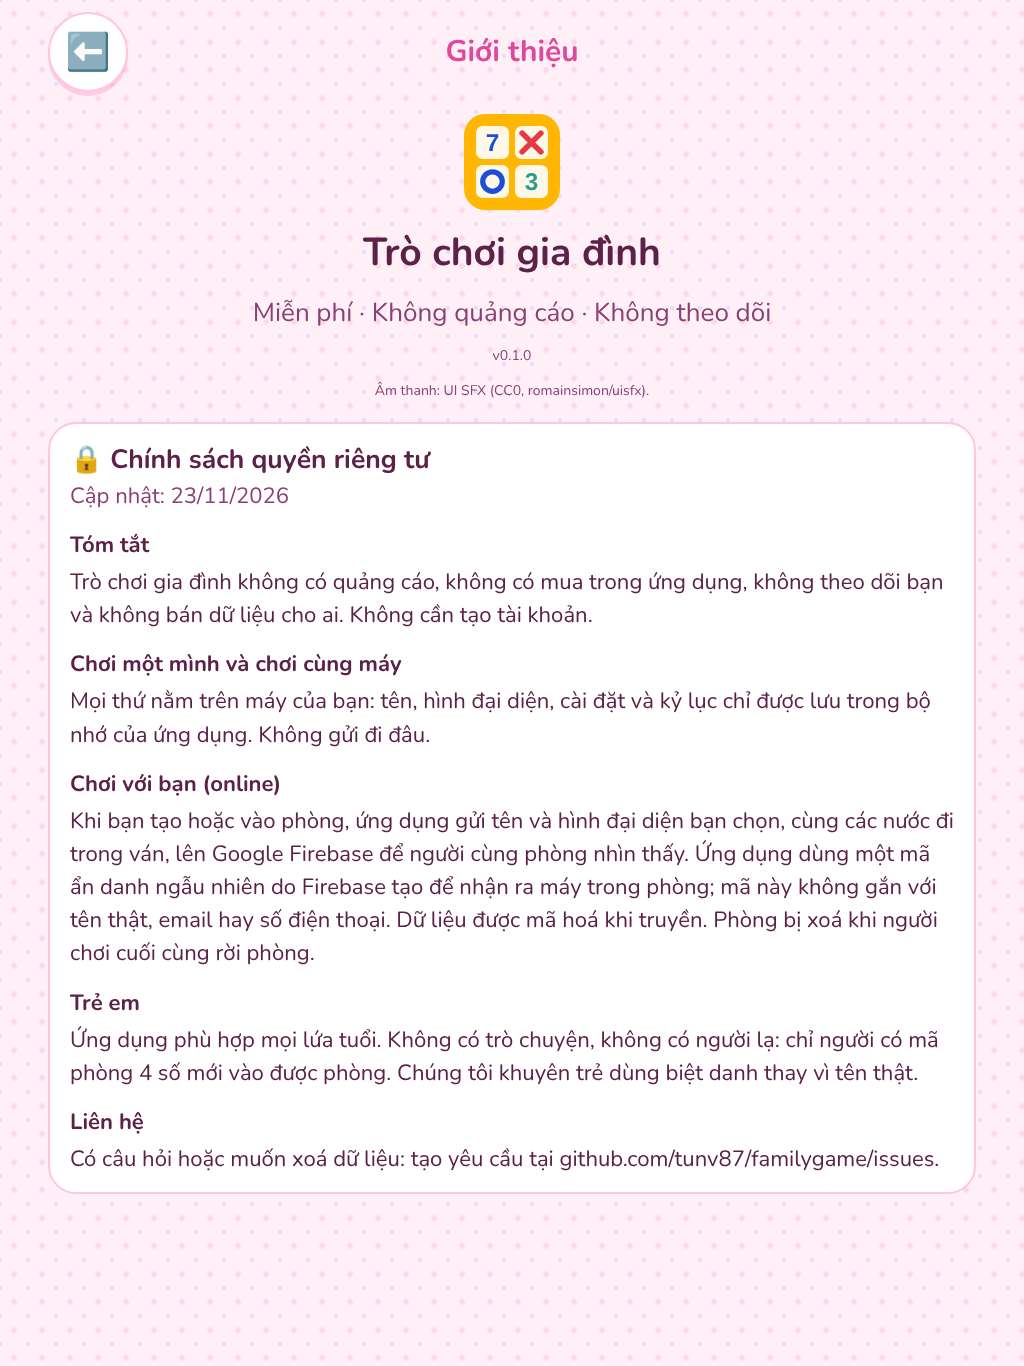 Giới thiệu
7
3
Trò chơi gia đình
Miễn phí · Không quảng cáo · Không theo dõi
v0.1.0
Âm thanh: UI SFX (CC0, romainsimon/uisfx).
🔒 Chính sách quyền riêng tư
Cập nhật: 23/11/2026
Tóm tắt
Trò chơi gia đình không có quảng cáo, không có mua trong ứng dụng, không theo dõi bạn
và không bán dữ liệu cho ai. Không cần tạo tài khoản.
Chơi một mình và chơi cùng máy
Mọi thứ nằm trên máy của bạn: tên, hình đại diện, cài đặt và kỷ lục chỉ được lưu trong bộ
nhớ của ứng dụng. Không gửi đi đâu.
Chơi với bạn (online)
Khi bạn tạo hoặc vào phòng, ứng dụng gửi tên và hình đại diện bạn chọn, cùng các nước đi
trong ván, lên Google Firebase để người cùng phòng nhìn thấy. Ứng dụng dùng một mã
ẩn danh ngẫu nhiên do Firebase tạo để nhận ra máy trong phòng; mã này không gắn với
tên thật, email hay số điện thoại. Dữ liệu được mã hoá khi truyền. Phòng bị xoá khi người
chơi cuối cùng rời phòng.
Trẻ em
Ứng dụng phù hợp mọi lứa tuổi. Không có trò chuyện, không có người lạ: chỉ người có mã
phòng 4 số mới vào được phòng. Chúng tôi khuyên trẻ dùng biệt danh thay vì tên thật.
Liên hệ
Có câu hỏi hoặc muốn xoá dữ liệu: tạo yêu cầu tại github.com/tunv87/familygame/issues.